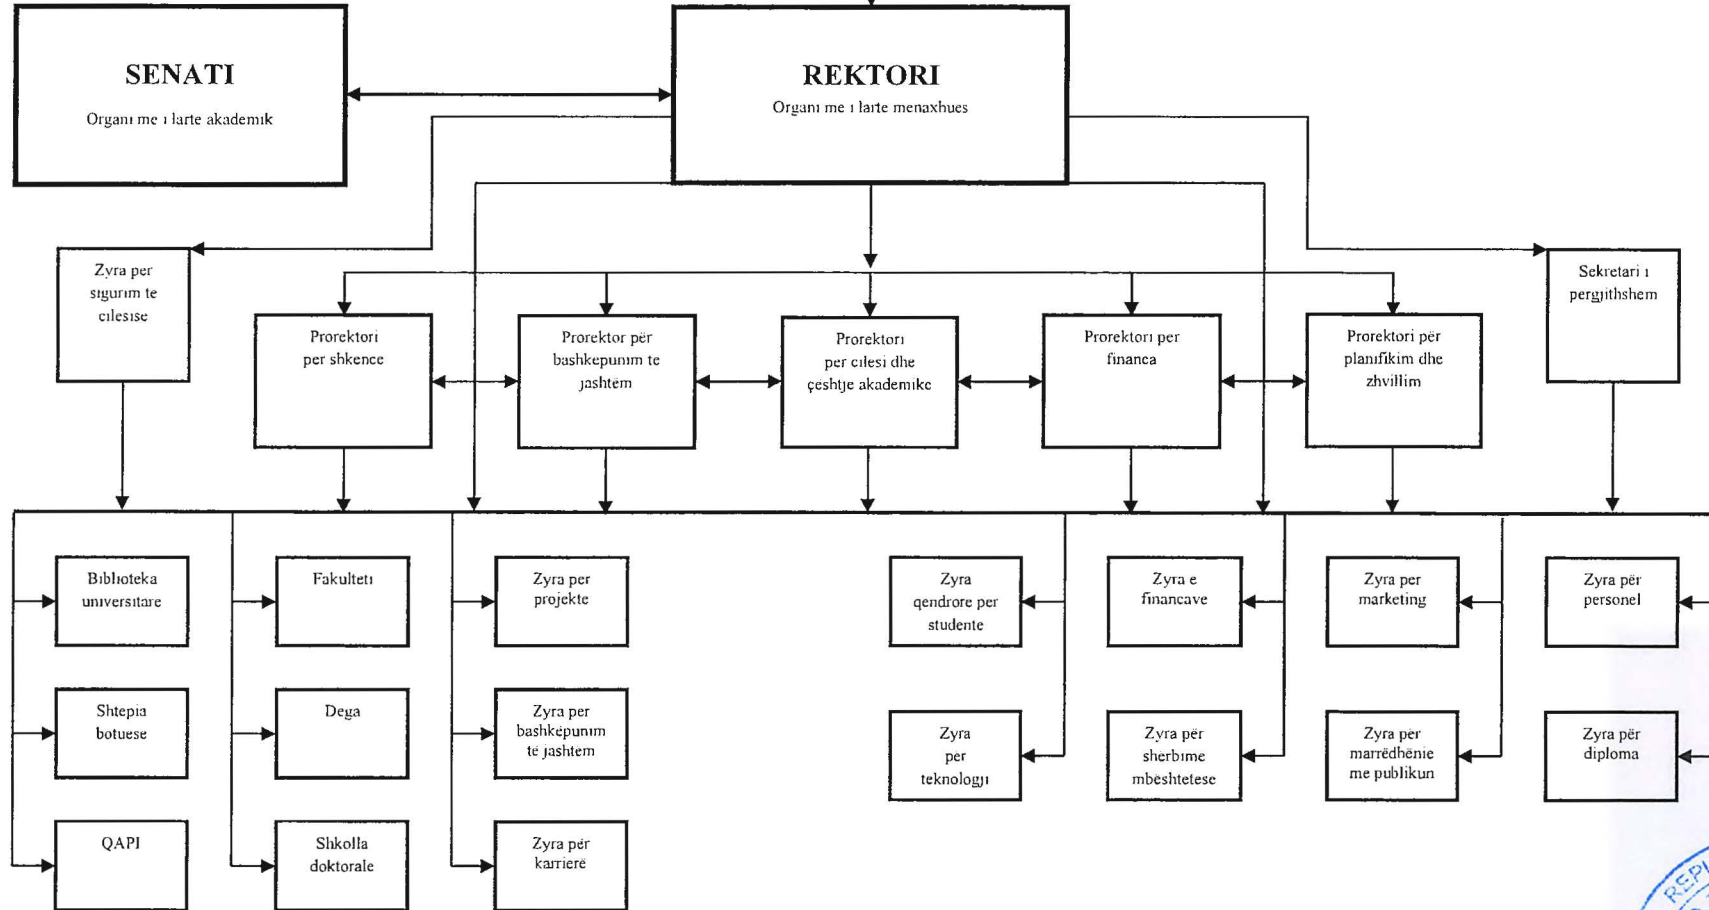 SENATI
Organi me i larte akademik
REKTORI
Organi me i larte menaxhues
Zyra per
sigurim te
cilesise
Sekretari i
pergjithshem
Prorektori
per shkence
Prorektor për
bashkepunim te
jashtëm
Prorektori
per cilesi dhe
çeshtje akademike
Prorektori per
financa
Prorektori për
planifikim dhe
zhvillim
Biblioteka
universitare
Fakulteti
Zyra per
projekte
Zyra
qendrore per
studente
Zyra e
financave
Zyra per
marketing
Zyra për
personel
Shtepia
botuese
Dega
Zyra per
bashkëpunim
të jashtem
Zyra
per
teknologji
Zyra për
sherbime
mbështetese
Zyra per
marrëdhënie
me publikun
Zyra për
diploma
QAPI
Shkolla
doktorale
Zyra për
karrierë